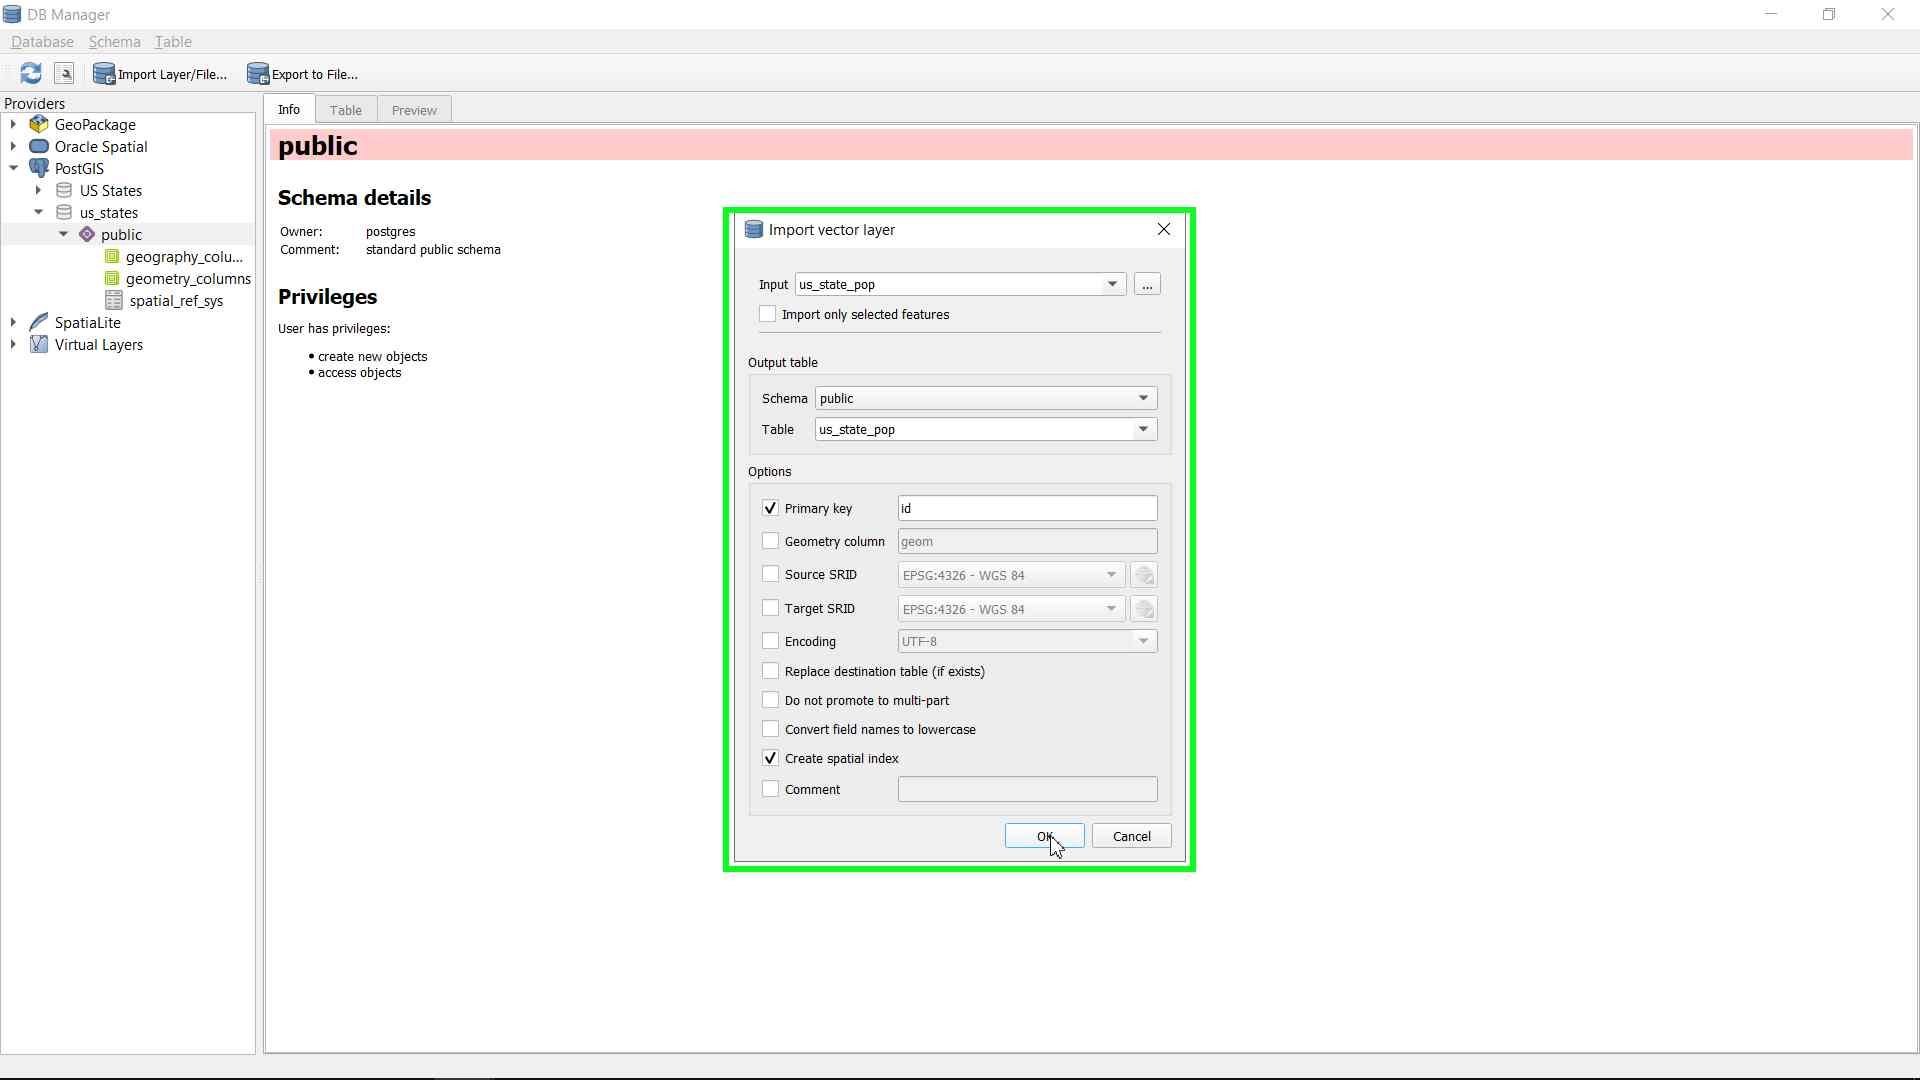 DB Manager
Database Schema Table
Import Layer/File... Export to File...
Providers
GeoPackage
Oracle Spatial
PostGIS
US States
us_states
public
geography_colu...
geometry_columns
spatial_ref_sys
SpatiaLite
Virtual Layers
Info Table Preview
public
Schema details
Owner: postgres
Comment: standard public schema
Privileges
User has privileges:
• create new objects
• access objects
Import vector layer
Input us_state_pop ...
Import only selected features
Output table
Schema public
Table us_state_pop
Options
Primary key id
Geometry column geom
Source SRID EPSG:4326 - WGS 84
Target SRID EPSG:4326 - WGS 84
Encoding UTF-8
Replace destination table (if exists)
Do not promote to multi-part
Convert field names to lowercase
Create spatial index
Comment
OK Cancel